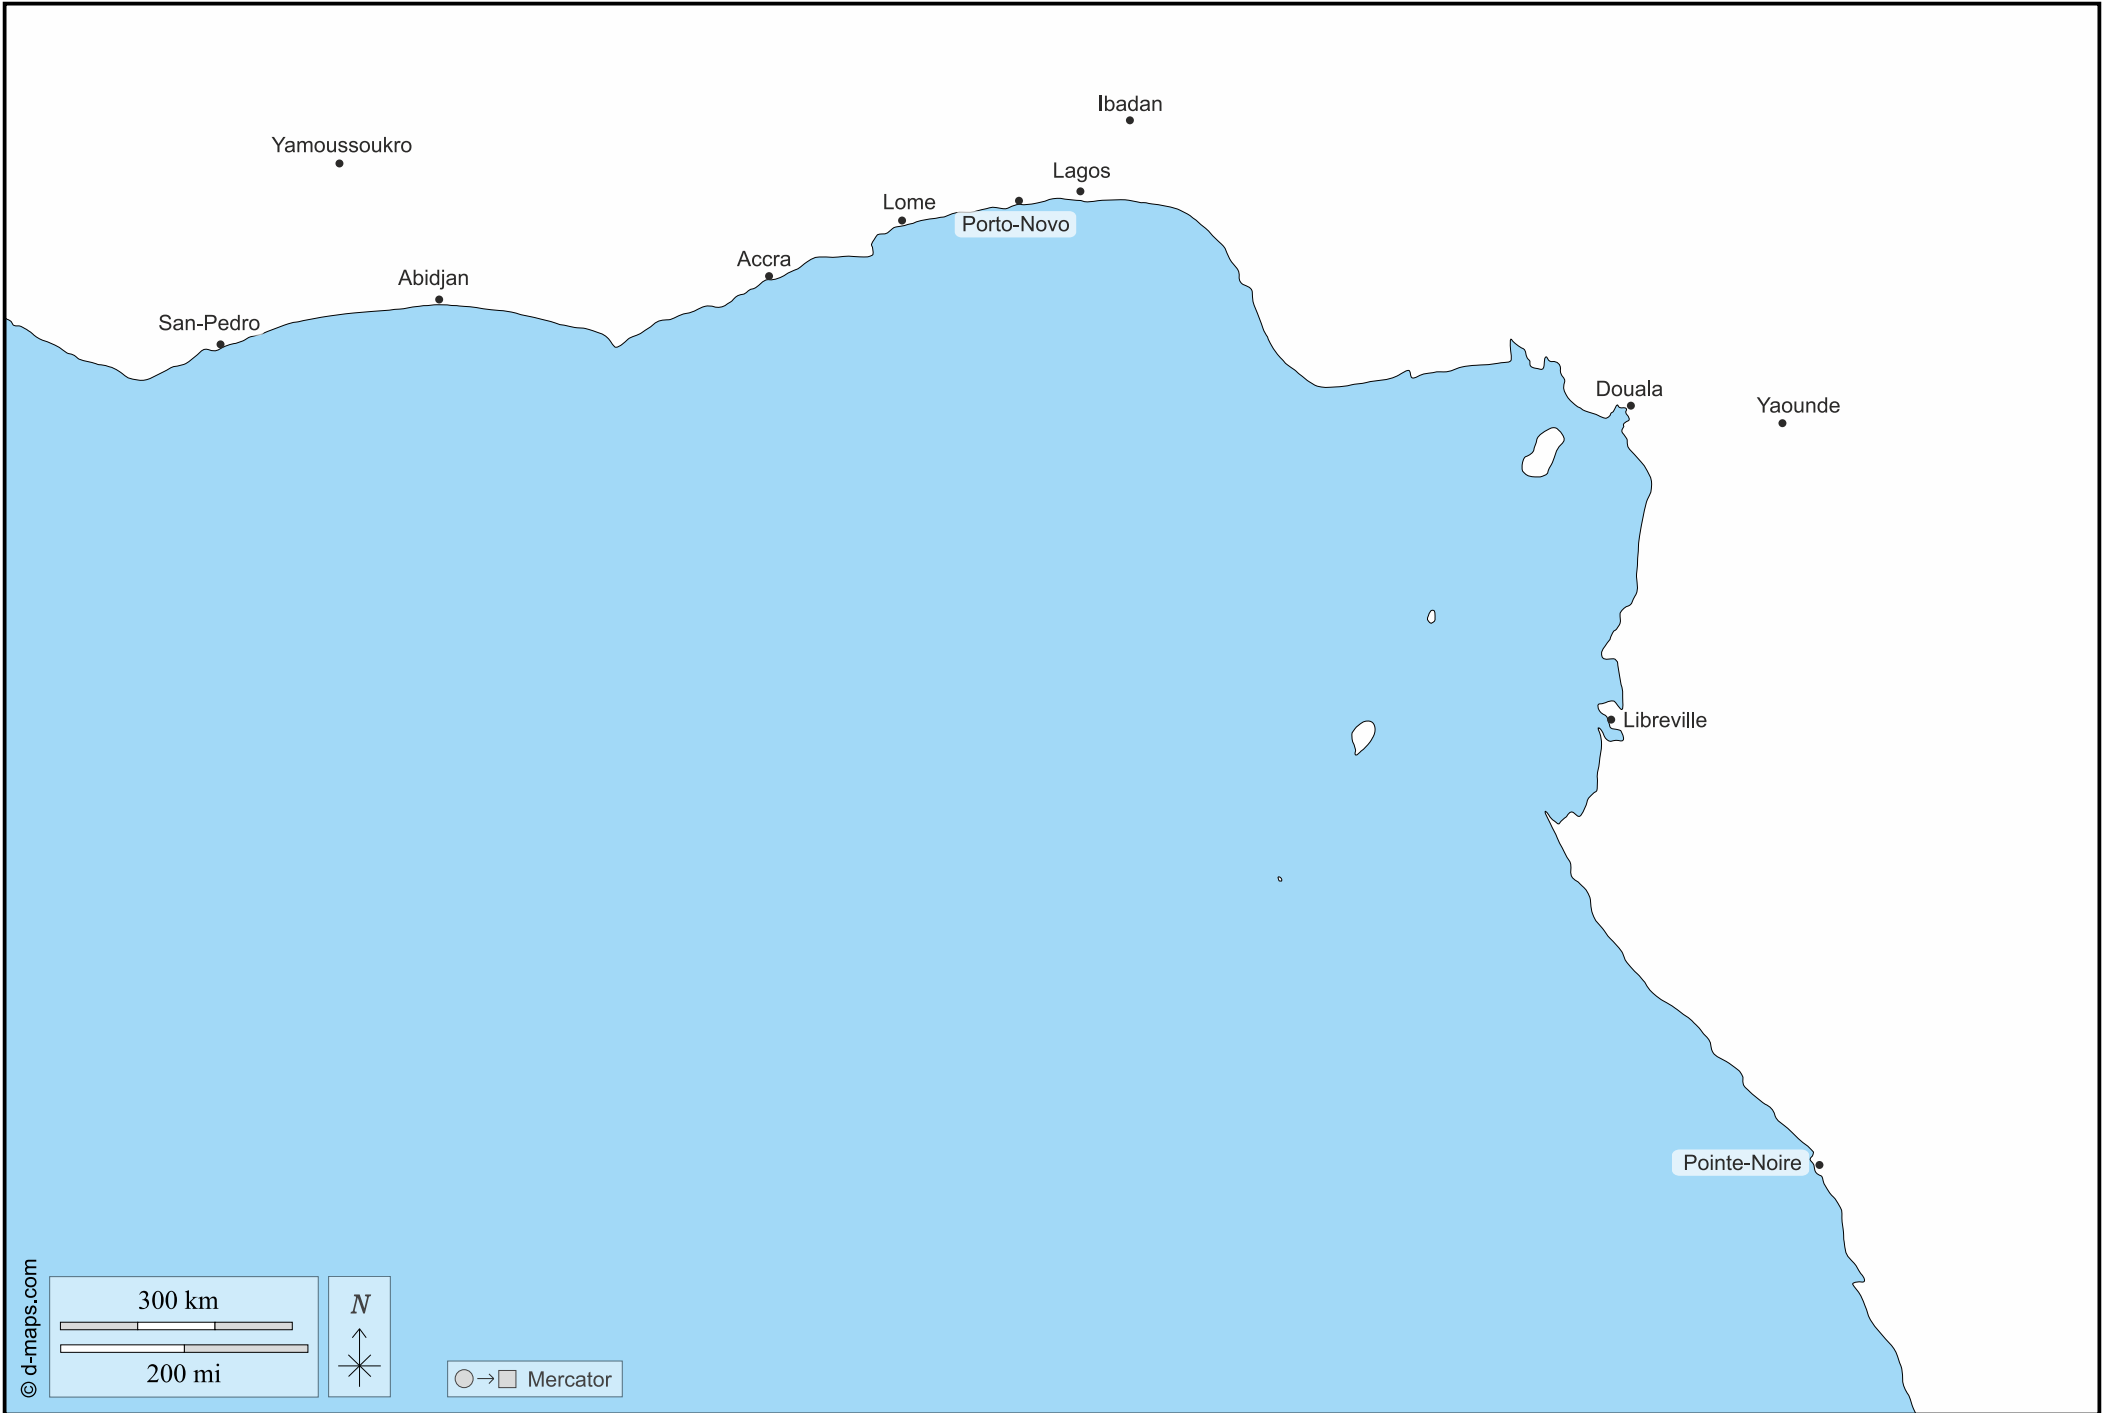 Ibadan
Yamoussoukro
Lagos
Lome
Porto-Novo
Accra
Abidjan
San-Pedro
Douala
Yaounde
Libreville
Pointe-Noire
© d-maps.com
300 km
200 mi
N
Mercator